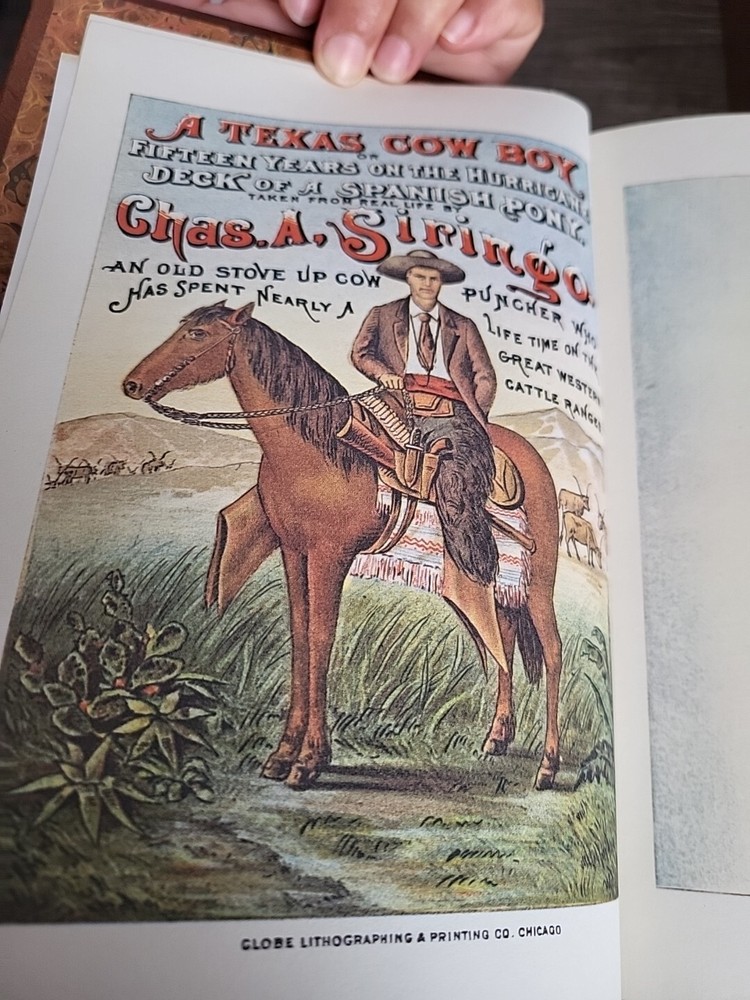 A TEXAS COW BOY
OR
FIFTEEN YEARS ON THE HURRICANE
DECK OF A SPANISH PONY.
TAKEN FROM REAL LIFE BY
Chas. A. Siringo.
AN OLD STOVE UP COW PUNCHER WHO
HAS SPENT NEARLY A LIFE TIME ON THE
GREAT WESTERN
CATTLE RANGES
GLOBE LITHOGRAPHING & PRINTING CO. CHICAGO